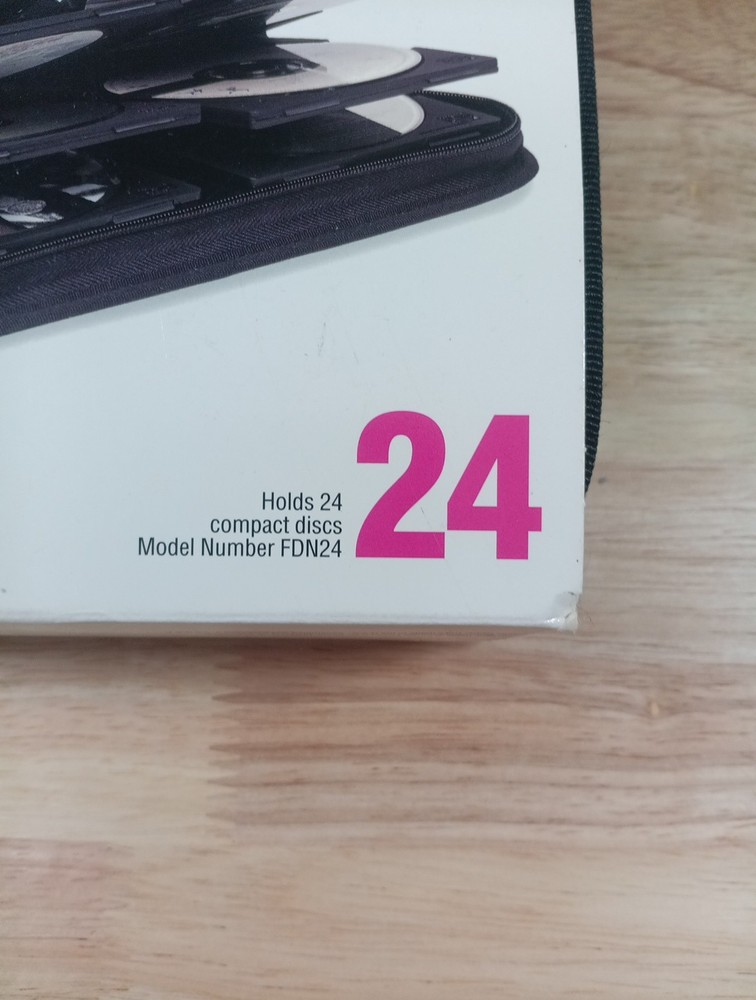 Holds 24
compact discs
Model Number FDN24
24